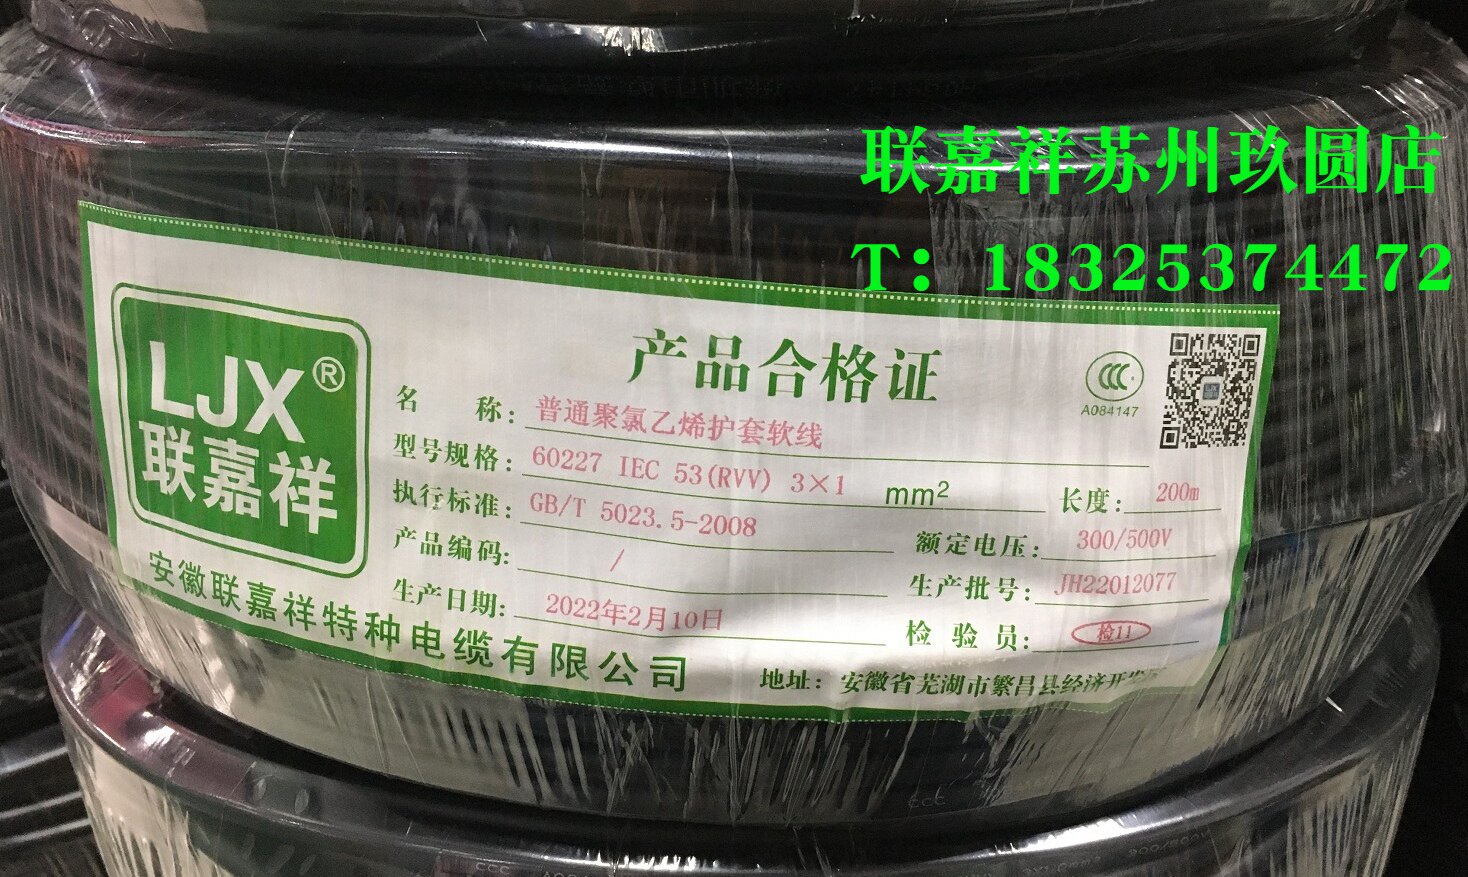 联嘉祥苏州玖圆店
T：18325374472
LJX®
联嘉祥
产品合格证
CCC
A084147
名 称：普通聚氯乙烯护套软线
型号规格：60227 IEC 53(RVV) 3×1 mm²
长度：200m
执行标准：GB/T 5023.5-2008
额定电压：300/500V
产品编码：/
生产批号：JH22012077
生产日期：2022年2月10日
检 验 员：检11
安徽联嘉祥特种电缆有限公司
地址：安徽省芜湖市繁昌县经济开发
CCC
CCC